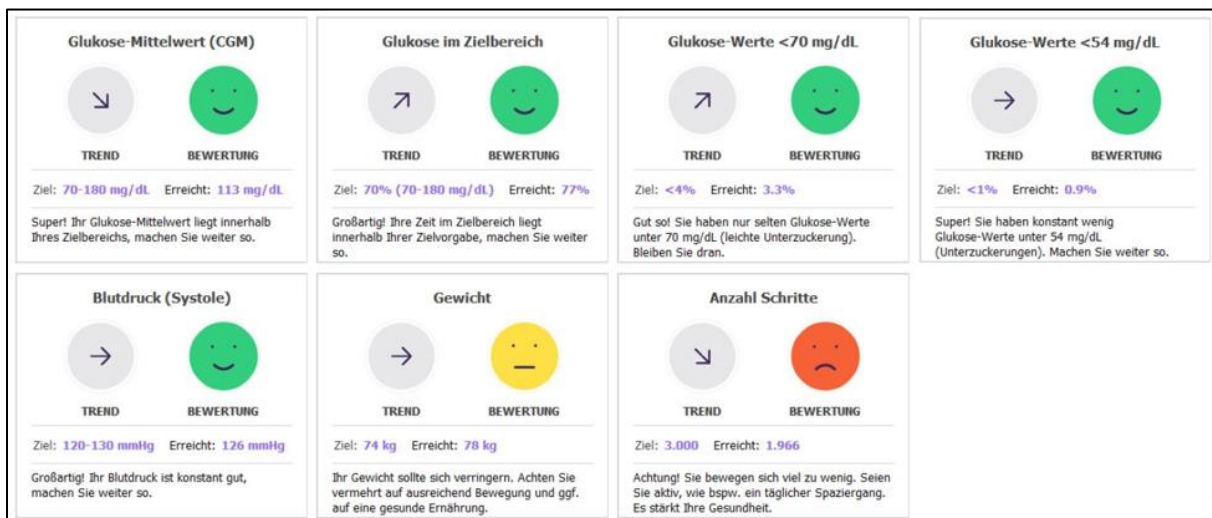 Glukose-Mittelwert (CGM)
TREND BEWERTUNG
Ziel: 70-180 mg/dL Erreicht: 113 mg/dL
Super! Ihr Glukose-Mittelwert liegt innerhalb
Ihres Zielbereichs, machen Sie weiter so.
Glukose im Zielbereich
TREND BEWERTUNG
Ziel: 70% (70-180 mg/dL) Erreicht: 77%
Großartig! Ihre Zeit im Zielbereich liegt
innerhalb Ihrer Zielvorgabe, machen Sie weiter
so.
Glukose-Werte <70 mg/dL
TREND BEWERTUNG
Ziel: <4% Erreicht: 3.3%
Gut so! Sie haben nur selten Glukose-Werte
unter 70 mg/dL (leichte Unterzuckerung).
Bleiben Sie dran.
Glukose-Werte <54 mg/dL
TREND BEWERTUNG
Ziel: <1% Erreicht: 0.9%
Super! Sie haben konstant wenig
Glukose-Werte unter 54 mg/dL
(Unterzuckerungen). Machen Sie weiter so.
Blutdruck (Systole)
TREND BEWERTUNG
Ziel: 120-130 mmHg Erreicht: 126 mmHg
Großartig! Ihr Blutdruck ist konstant gut,
machen Sie weiter so.
Gewicht
TREND BEWERTUNG
Ziel: 74 kg Erreicht: 78 kg
Ihr Gewicht sollte sich verringern. Achten Sie
vermehrt auf ausreichend Bewegung und ggf.
auf eine gesunde Ernährung.
Anzahl Schritte
TREND BEWERTUNG
Ziel: 3.000 Erreicht: 1.966
Achtung! Sie bewegen sich viel zu wenig. Seien
Sie aktiv, wie bspw. ein täglicher Spaziergang.
Es stärkt Ihre Gesundheit.